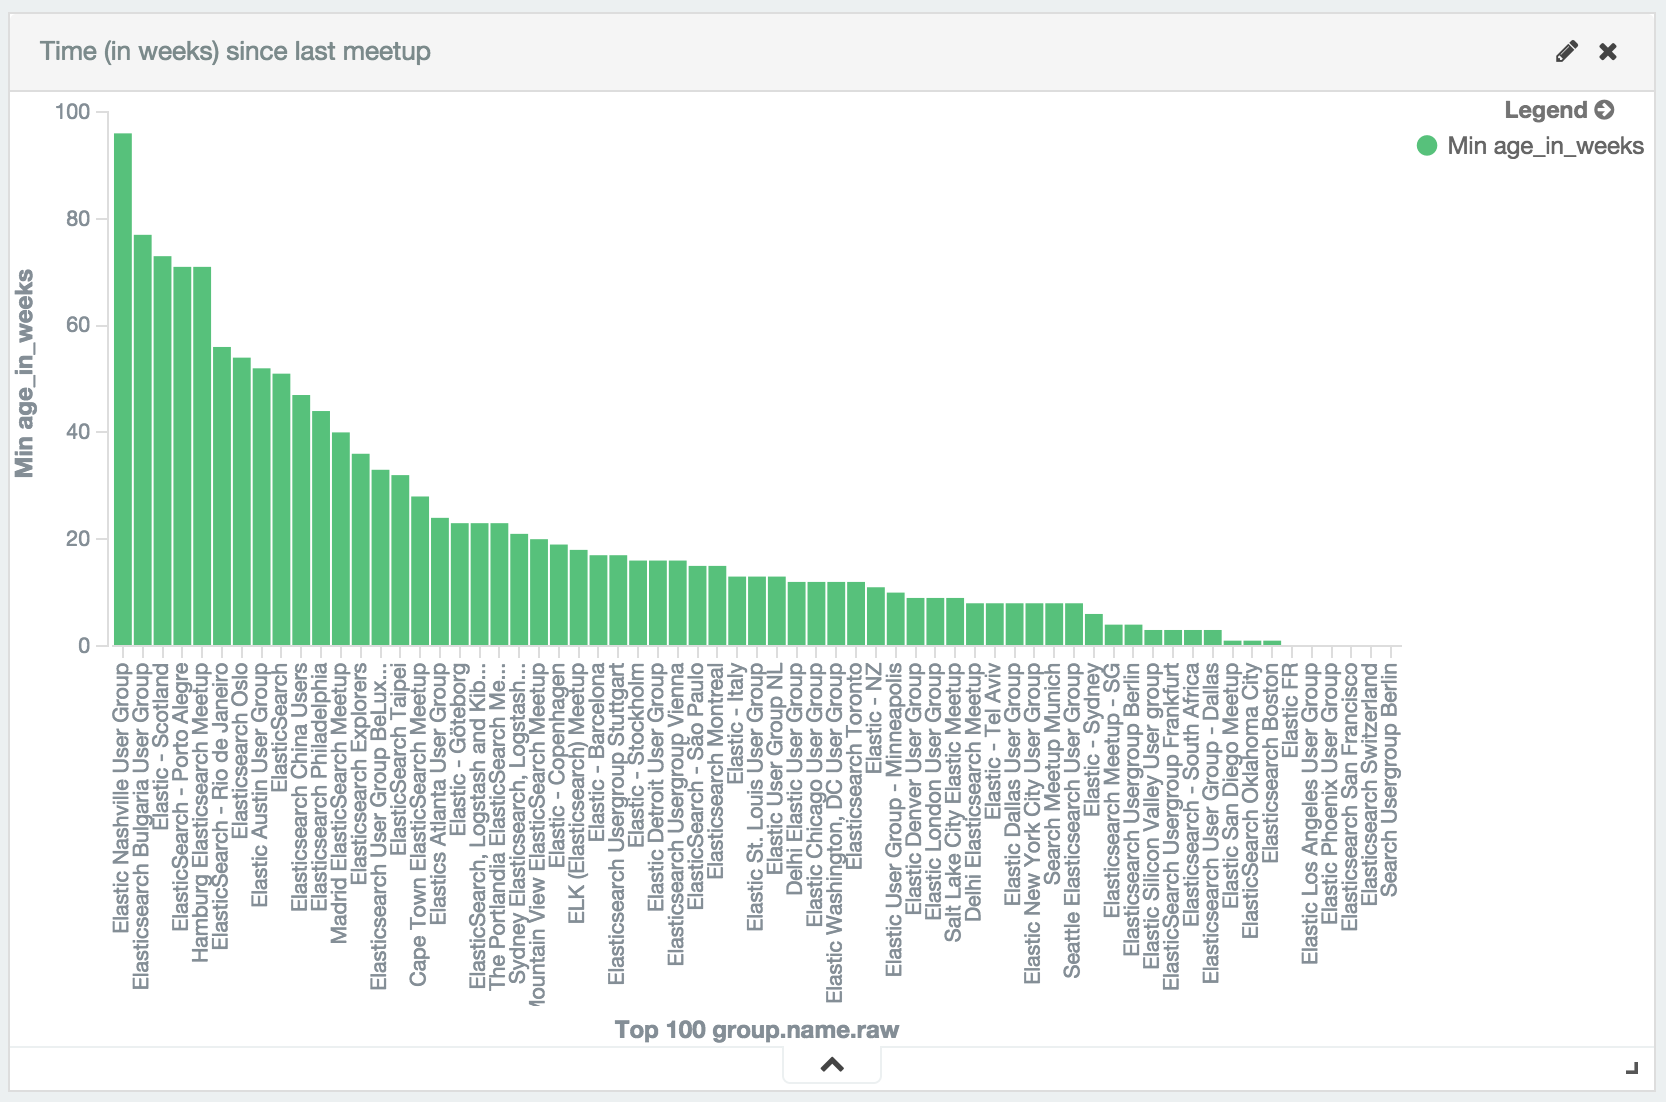 Time (in weeks) since last meetup
Legend
Min age_in_weeks
Min age_in_weeks
100
80
60
40
20
0
Elastic Nashville User Group
Elasticsearch Bulgaria User Group
Elastic - Scotland
ElasticSearch - Porto Alegre
Hamburg Elasticsearch Meetup
ElasticSearch - Rio de Janeiro
Elasticsearch Oslo
Elastic Austin User Group
ElasticSearch
Elasticsearch China Users
Elasticsearch Philadelphia
Madrid ElasticSearch Meetup
Elasticsearch Explorers
Elasticsearch User Group BeLux...
ElasticSearch Taipei
Cape Town ElasticSearch Meetup
Elastics Atlanta User Group
Elastic - Göteborg
ElasticSearch, Logstash and Kib...
The Portlandia ElasticSearch Me...
Sydney Elasticsearch, Logstash...
Mountain View ElasticSearch Meetup
Elastic - Copenhagen
ELK (Elasticsearch) Meetup
Elastic - Barcelona
Elasticsearch Usergroup Stuttgart
Elastic - Stockholm
Elastic Detroit User Group
Elasticsearch Usergroup Vienna
ElasticSearch - São Paulo
Elasticsearch Montreal
Elastic - Italy
Elastic St. Louis User Group
Elastic User Group NL
Delhi Elastic User Group
Elastic Chicago User Group
Elastic Washington, DC User Group
Elasticsearch Toronto
Elastic - NZ
Elastic User Group - Minneapolis
Elastic Denver User Group
Elastic London User Group
Salt Lake City Elastic Meetup
Delhi Elasticsearch Meetup
Elastic - Tel Aviv
Elastic Dallas User Group
Elastic New York City User Group
Search Meetup Munich
Seattle Elasticsearch User Group
Elastic - Sydney
Elasticsearch Meetup - SG
Elasticsearch Usergroup Berlin
Elastic Silicon Valley User group
ElasticSearch Usergroup Frankfurt
Elasticsearch - South Africa
Elasticsearch User Group - Dallas
Elastic San Diego Meetup
ElasticSearch Oklahoma City
Elasticsearch Boston
Elastic FR
Elastic Los Angeles User Group
Elastic Phoenix User Group
Elasticsearch San Francisco
Elasticsearch Switzerland
Search Usergroup Berlin
Top 100 group.name.raw